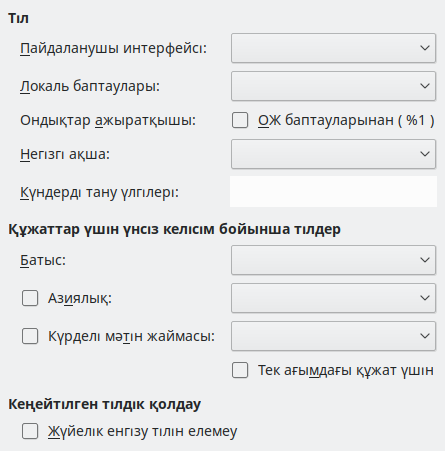 Тіл
Пайдаланушы интерфейсі:
Локаль баптаулары:
Ондықтар ажыратқышы:
ОЖ баптауларынан ( %1 )
Негізгі ақша:
Күндерді тану үлгілері:
Құжаттар үшін үнсіз келісім бойынша тілдер
Батыс:
Азиялық:
Күрделі мәтін жаймасы:
Тек ағымдағы құжат үшін
Кеңейтілген тілдік қолдау
Жүйелік енгізу тілін елемеу